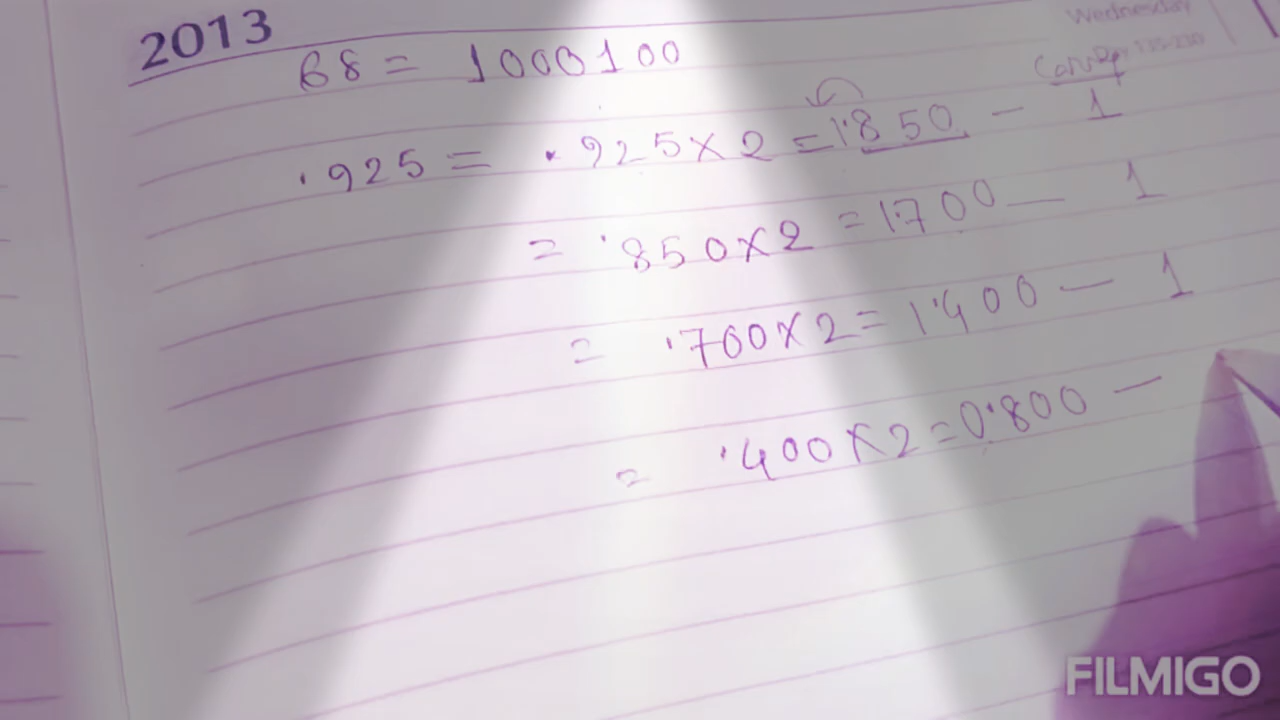 2013
Wednesday
68 = 1000100
Carry
.925 = .925 x 2 = 1.850 — 1
= .850 x 2 = 1.700 — 1
= .700 x 2 = 1.400 — 1
= .400 x 2 = 0.800 —
FILMIGO